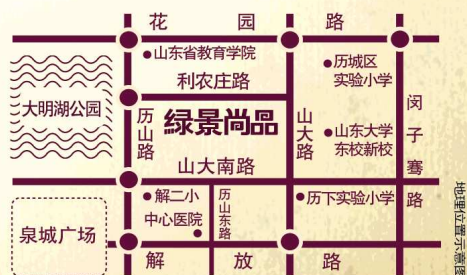 花园路
山东省教育学院
历城区
实验小学
利农庄路
大明湖公园
历山路
绿景尚品
山大路
闵子骞路
山东大学
东校新校
山大南路
解二小
中心医院
历山东路
历下实验小学
泉城广场
解放路
地理位置示意图